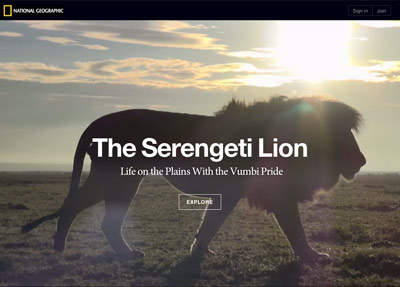 NATIONAL GEOGRAPHIC
Sign In
Join
The Serengeti Lion
Life on the Plains With the Vumbi Pride
EXPLORE